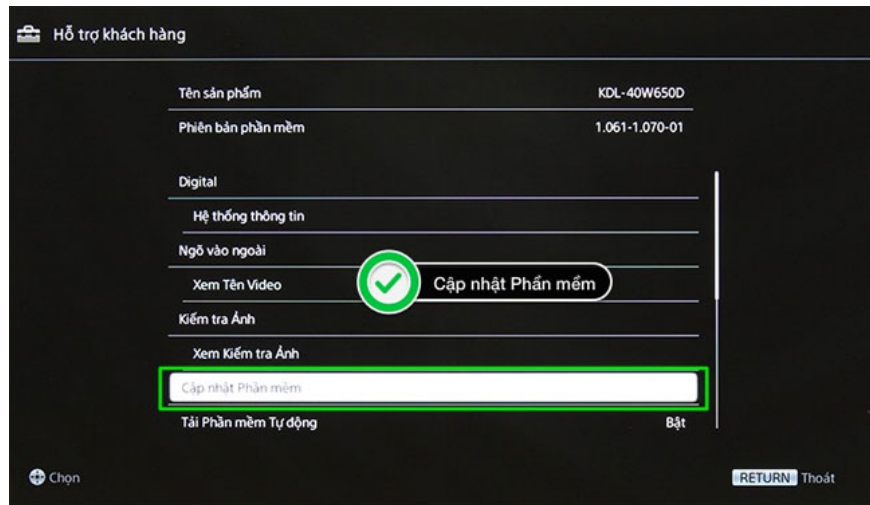 Hỗ trợ khách hàng
Tên sản phẩm KDL-40W650D
Phiên bản phần mềm 1.061-1.070-01
Digital
Hệ thống thông tin
Ngõ vào ngoài
Xem Tên Video
Cập nhật Phần mềm
Kiểm tra Ảnh
Xem Kiểm tra Ảnh
Cập nhật Phần mềm
Tải Phần mềm Tự động Bật
Chọn RETURN Thoát